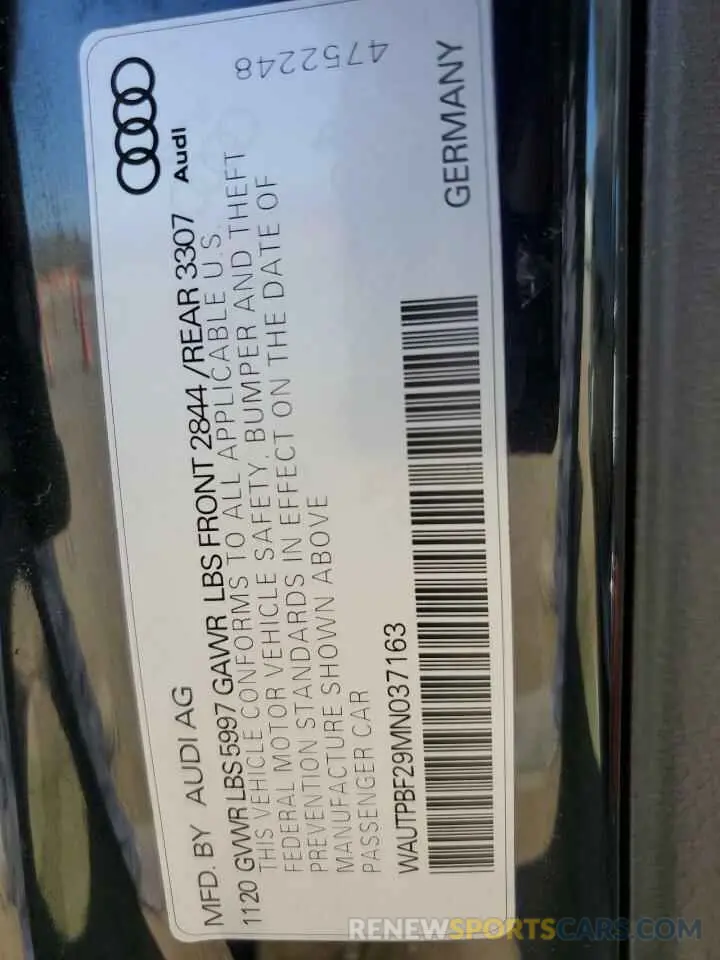 MFD. BY AUDI AG
1120 GVWR LBS 5997 GAWR LBS FRONT 2844 /REAR 3307
THIS VEHICLE CONFORMS TO ALL APPLICABLE U.S.
FEDERAL MOTOR VEHICLE SAFETY, BUMPER AND THEFT
PREVENTION STANDARDS IN EFFECT ON THE DATE OF
MANUFACTURE SHOWN ABOVE
PASSENGER CAR
WAUTPBF29MN037163
Audi
4752248
GERMANY
RENEWSPORTSCARS.COM